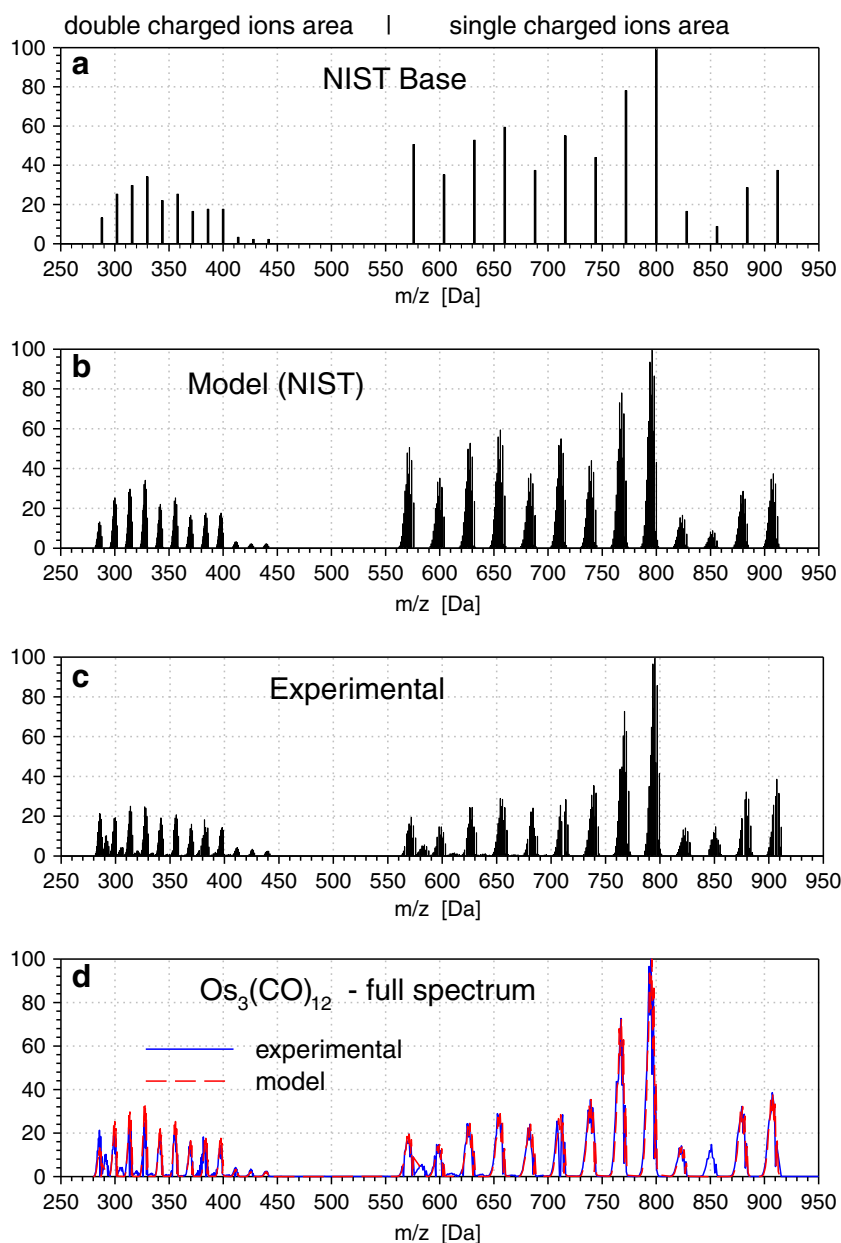 double charged ions area | single charged ions area
a
NIST Base
100
80
60
40
20
0
250 300 350 400 450 500 550 600 650 700 750 800 850 900 950
m/z [Da]
b
Model (NIST)
100
80
60
40
20
0
250 300 350 400 450 500 550 600 650 700 750 800 850 900 950
m/z [Da]
c
Experimental
100
80
60
40
20
0
250 300 350 400 450 500 550 600 650 700 750 800 850 900 950
m/z [Da]
d
Os₃(CO)₁₂ - full spectrum
experimental
model
100
80
60
40
20
0
250 300 350 400 450 500 550 600 650 700 750 800 850 900 950
m/z [Da]